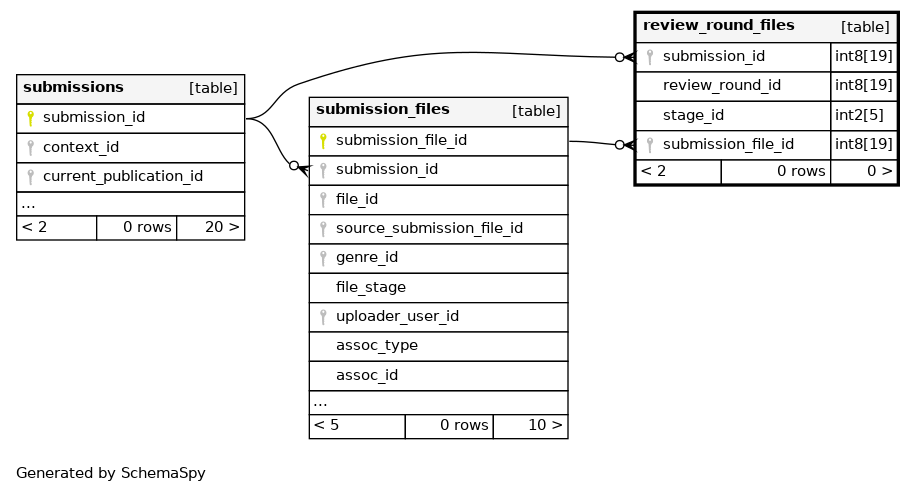 submissions [table]
submission_id
context_id
current_publication_id
...
< 2 0 rows 20 >
submission_files [table]
submission_file_id
submission_id
file_id
source_submission_file_id
genre_id
file_stage
uploader_user_id
assoc_type
assoc_id
...
< 5 0 rows 10 >
review_round_files [table]
submission_id int8[19]
review_round_id int8[19]
stage_id int2[5]
submission_file_id int8[19]
< 2 0 rows 0 >
Generated by SchemaSpy